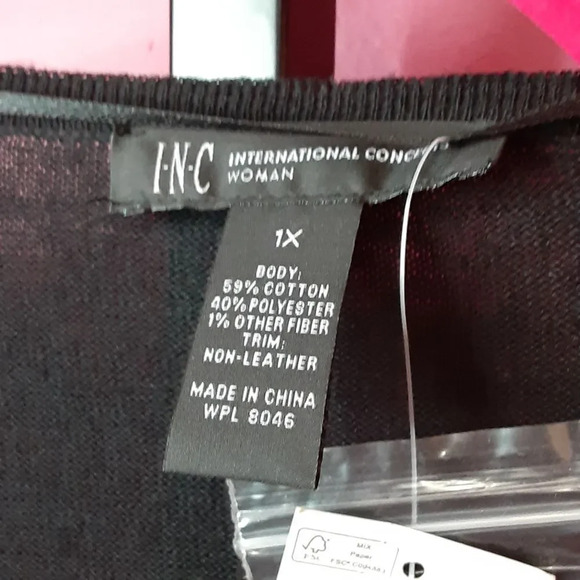 I·N·C INTERNATIONAL
WOMAN
1X
BODY:
59% COTTON
40% POLYESTER
1% OTHER FIBER
TRIM:
NON-LEATHER
MADE IN CHINA
WPL 8046
MIX
Paper